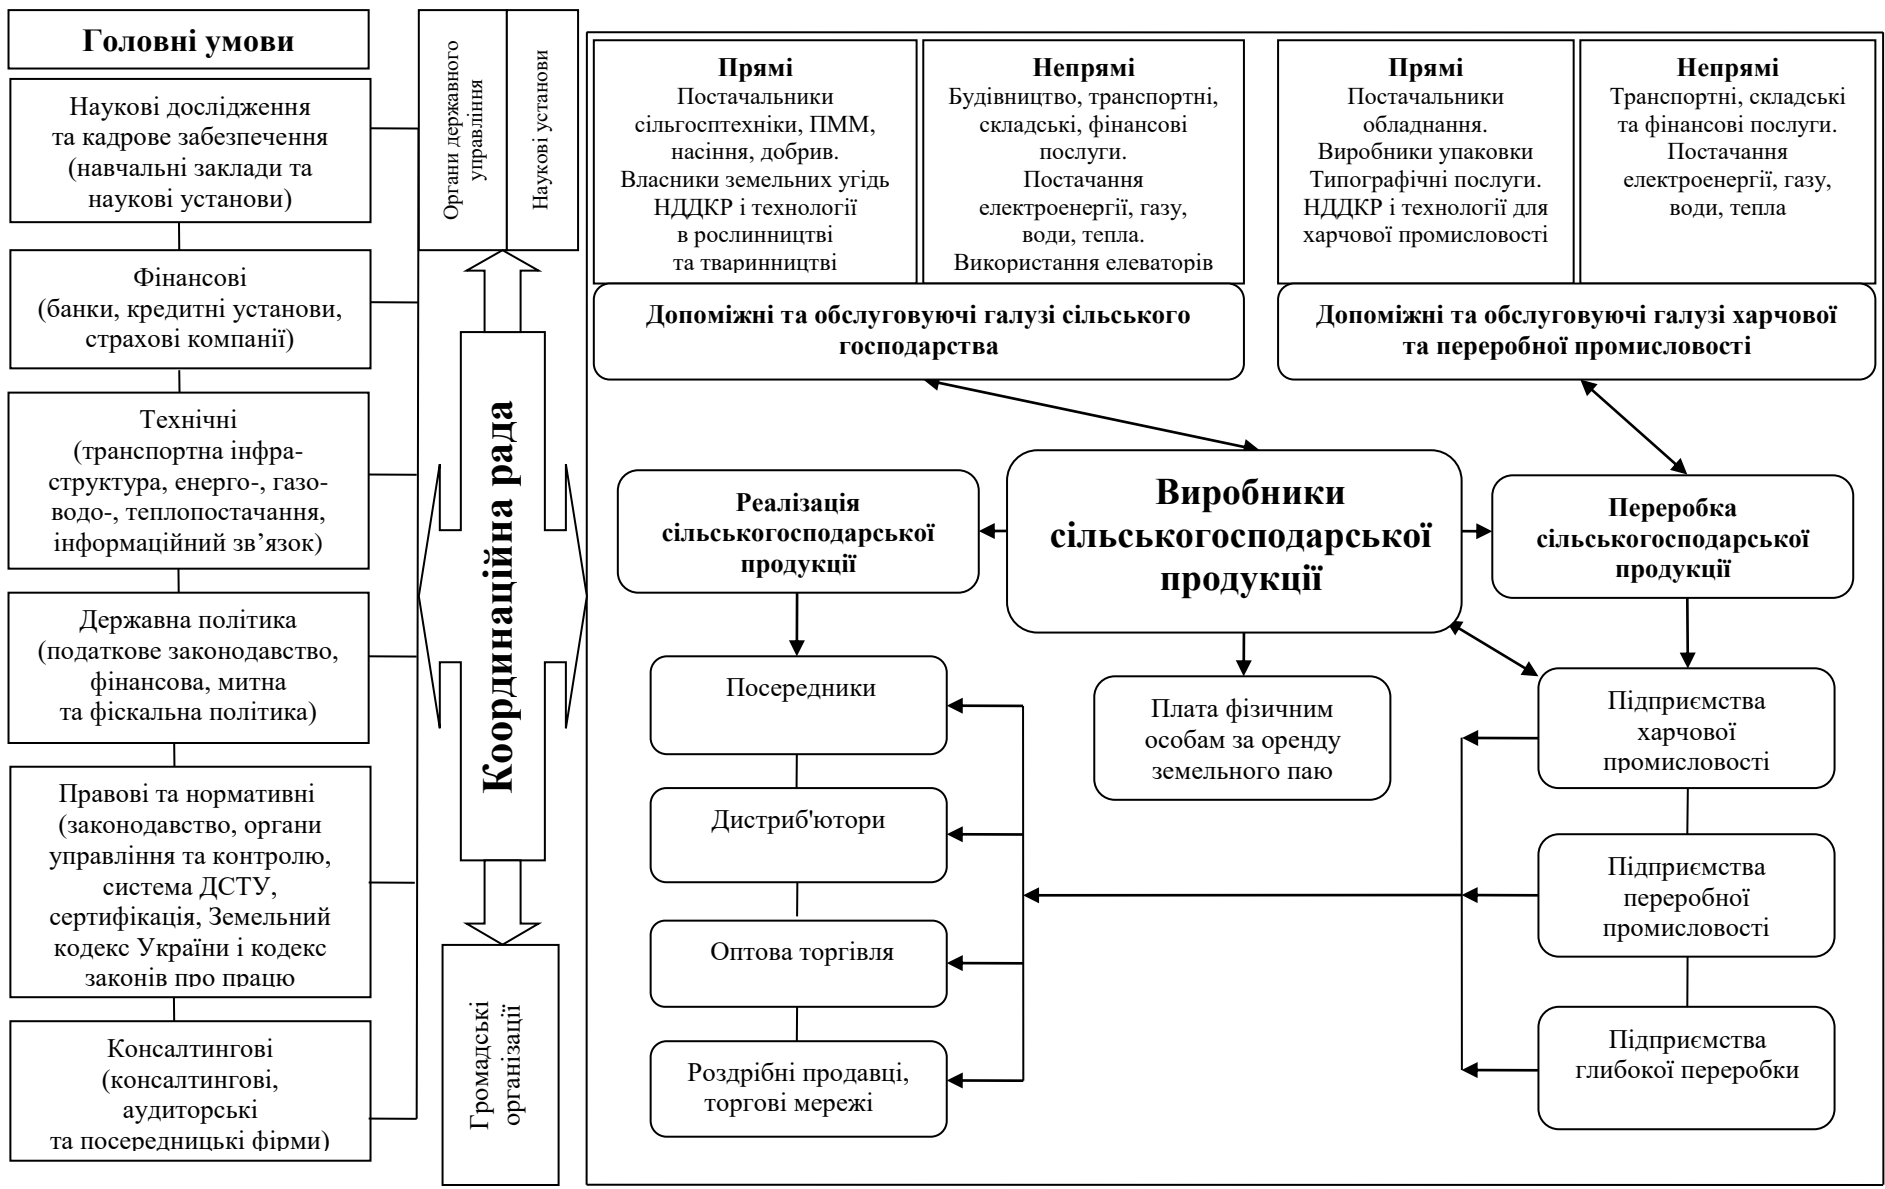 Головні умови
Наукові дослідження
та кадрове забезпечення
(навчальні заклади та
наукові установи)
Фінансові
(банки, кредитні установи,
страхові компанії)
Технічні
(транспортна інфра-
структура, енерго-, газо-
водо-, теплопостачання,
інформаційний зв’язок)
Державна політика
(податкове законодавство,
фінансова, митна
та фіскальна політика)
Правові та нормативні
(законодавство, органи
управління та контролю,
система ДСТУ,
сертифікація, Земельний
кодекс України і кодекс
законів про працю
Консалтингові
(консалтингові,
аудиторські
та посередницькі фірми)
Органи державного
управління
Наукові установи
Координаційна рада
Громадські
організації
Прямі
Постачальники
сільгосптехніки, ПММ,
насіння, добрив.
Власники земельних угідь
НДДКР і технології
в рослинництві
та тваринництві
Непрямі
Будівництво, транспортні,
складські, фінансові
послуги.
Постачання
електроенергії, газу,
води, тепла.
Використання елеваторів
Допоміжні та обслуговуючі галузі сільського
господарства
Прямі
Постачальники
обладнання.
Виробники упаковки
Типографічні послуги.
НДДКР і технології для
харчової промисловості
Непрямі
Транспортні, складські
та фінансові послуги.
Постачання
електроенергії, газу,
води, тепла
Допоміжні та обслуговуючі галузі харчової
та переробної промисловості
Реалізація
сільськогосподарської
продукції
Виробники
сільськогосподарської
продукції
Переробка
сільськогосподарської
продукції
Посередники
Дистриб'ютори
Оптова торгівля
Роздрібні продавці,
торгові мережі
Плата фізичним
особам за оренду
земельного паю
Підприємства
харчової
промисловості
Підприємства
переробної
промисловості
Підприємства
глибокої переробки